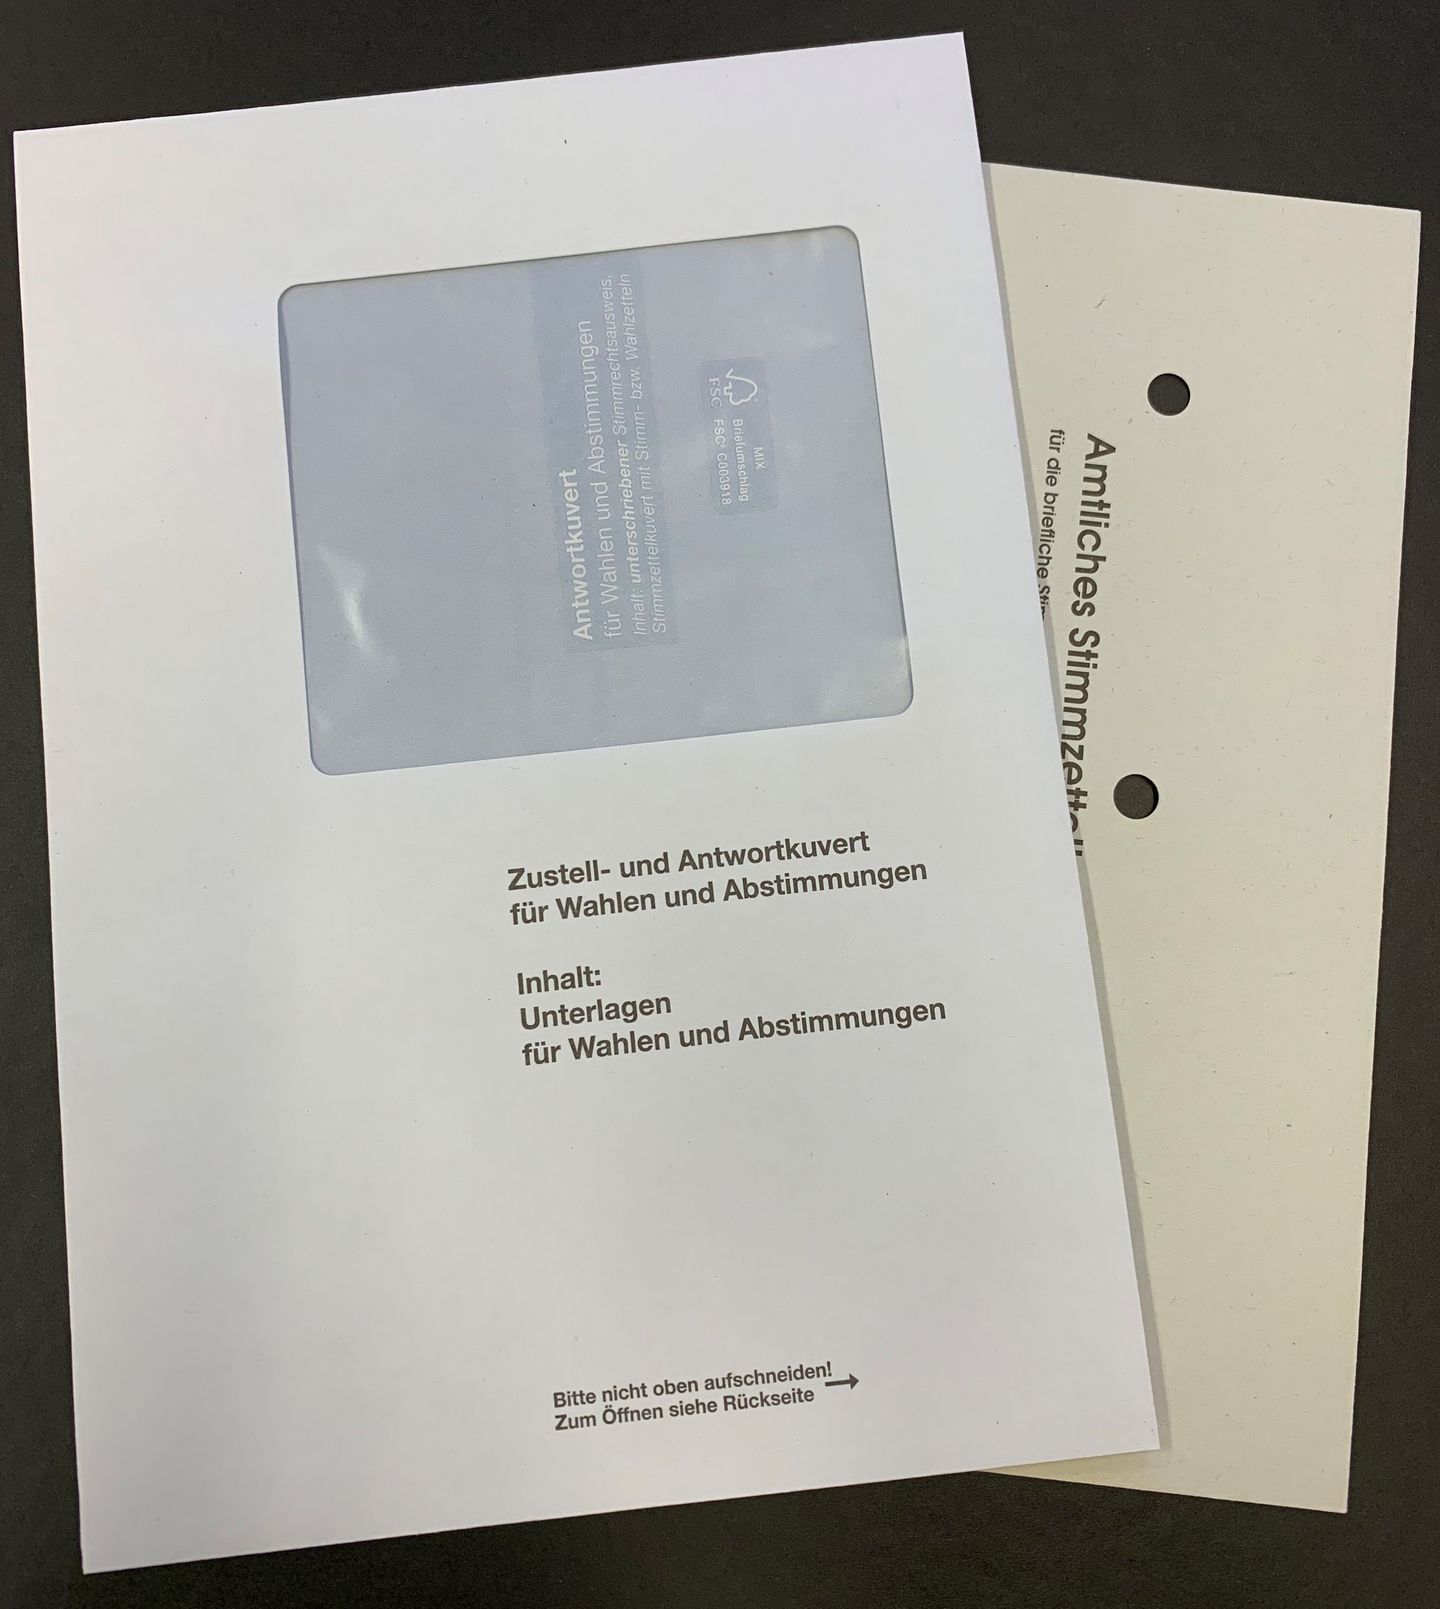 Antwortkuvert
für Wahlen und Abstimmungen
Inhalt: unterschriebener Stimmrechtsausweis.
Stimmzettelkuvert mit Stimm- bzw. Wahlzetteln
MIX
Briefumschlag
FSC FSC® C003918
Zustell- und Antwortkuvert
für Wahlen und Abstimmungen
Inhalt:
Unterlagen
für Wahlen und Abstimmungen
Bitte nicht oben aufschneiden!
Zum Öffnen siehe Rückseite
Amtliches
für die briefliche